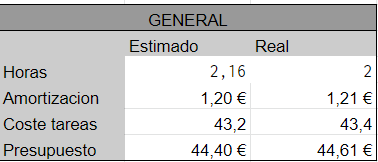 GENERAL
Estimado Real
Horas 2,16 2
Amortizacion 1,20 € 1,21 €
Coste tareas 43,2 43,4
Presupuesto 44,40 € 44,61 €